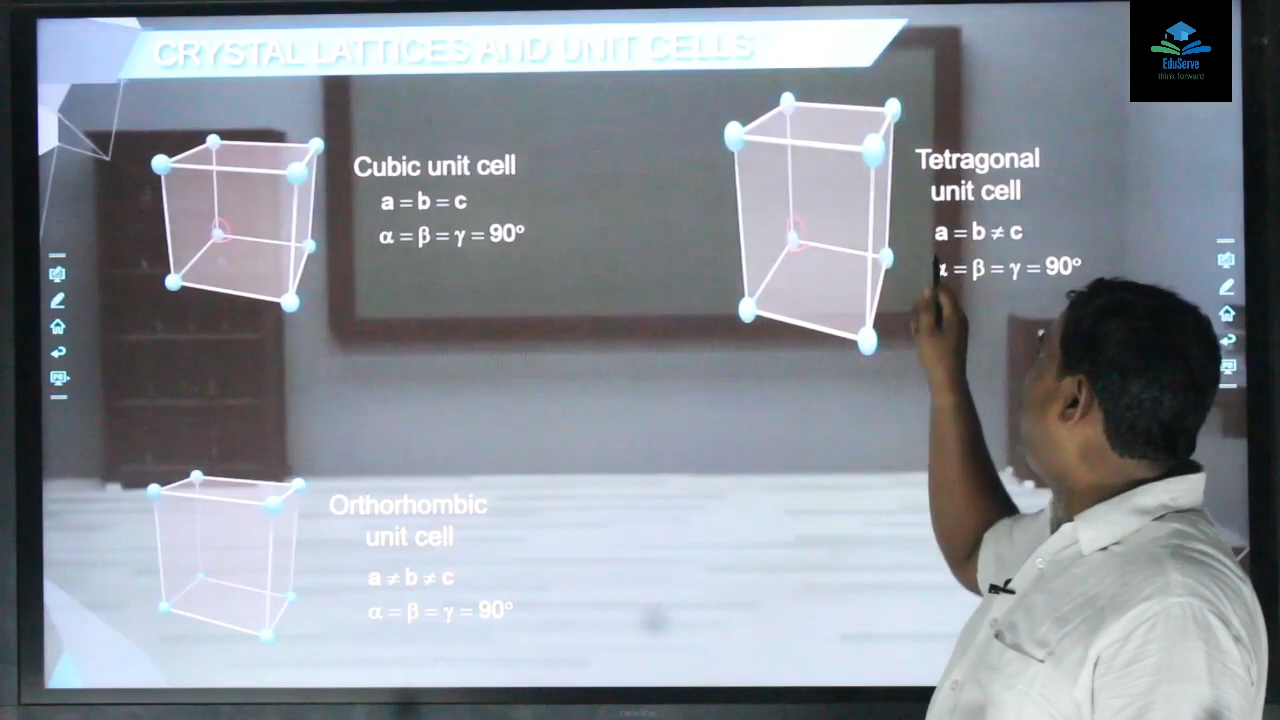 CRYSTAL LATTICES AND UNIT CELLS
EduServe
think forward
Cubic unit cell
a = b = c
α = β = γ = 90°
Tetragonal
unit cell
a = b ≠ c
α = β = γ = 90°
Orthorhombic
unit cell
a ≠ b ≠ c
α = β = γ = 90°
newline